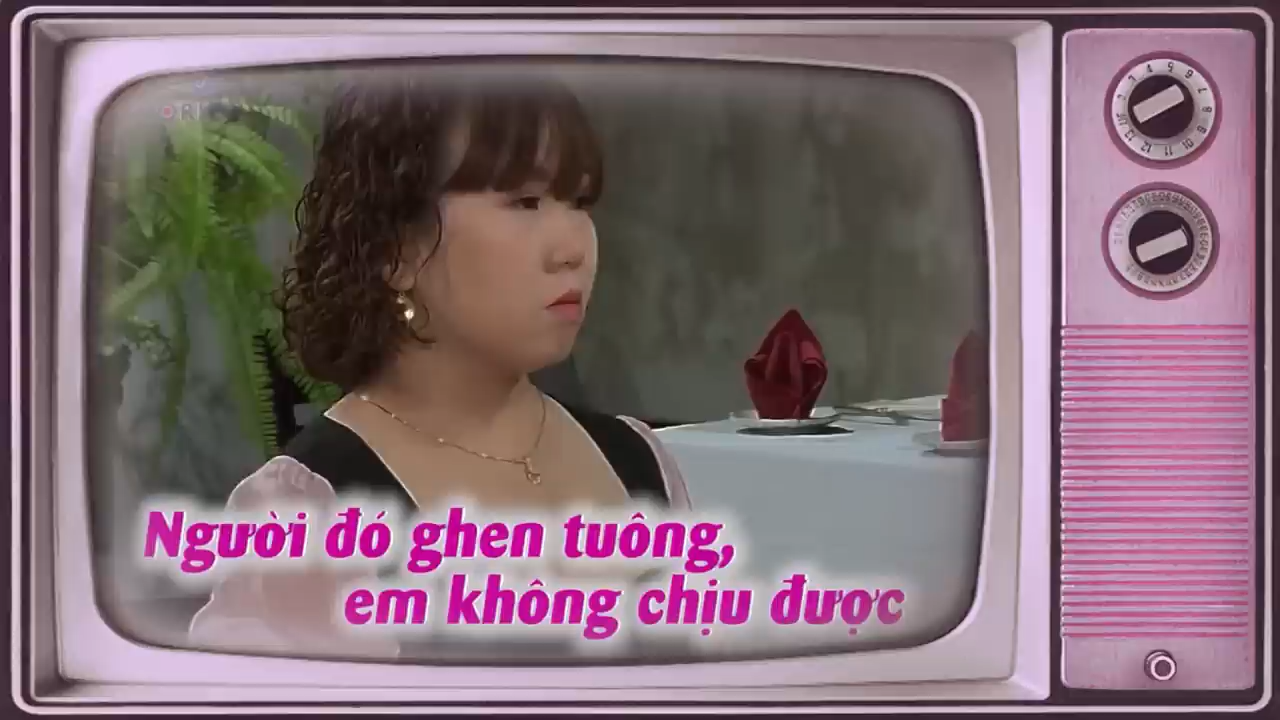 Người đó ghen tuông,
em không chịu được